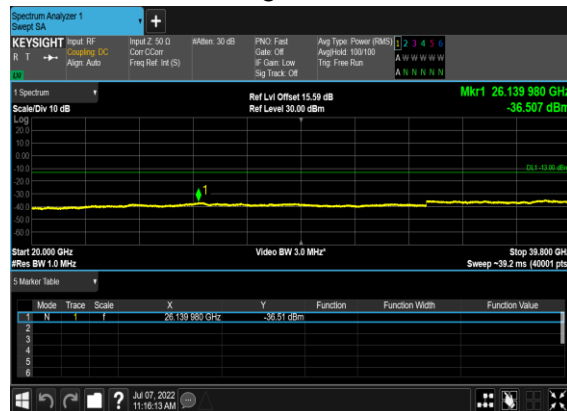 Spectrum Analyzer 1
Swept SA
KEYSIGHT Input: RF Input Z: 50 Ω #Atten: 30 dB PNO: Fast Avg Type: Power (RMS) 1 2 3 4 5 6
R T Coupling: DC Corr CCorr Gate: Off Avg|Hold: 100/100 A W W W W W
Align: Auto Freq Ref: Int (S) IF Gain: Low Trig: Free Run
LXI Sig Track: Off A N N N N N
1 Spectrum Ref Lvl Offset 15.59 dB Mkr1 26.139 980 GHz
Scale/Div 10 dB Ref Level 30.00 dBm -36.507 dBm
Log
20.0
10.0
0.00
-10.0 DL1 -13.00 dBm
-20.0
-30.0 1
-40.0
-50.0
-60.0
Start 20.000 GHz Video BW 3.0 MHz* Stop 39.800 GHz
#Res BW 1.0 MHz Sweep ~39.2 ms (40001 pts)
5 Marker Table
Mode Trace Scale X Y Function Function Width Function Value
1 N 1 f 26.139 980 GHz -36.51 dBm
2
3
4
5
6
? Jul 07, 2022
11:16:13 AM